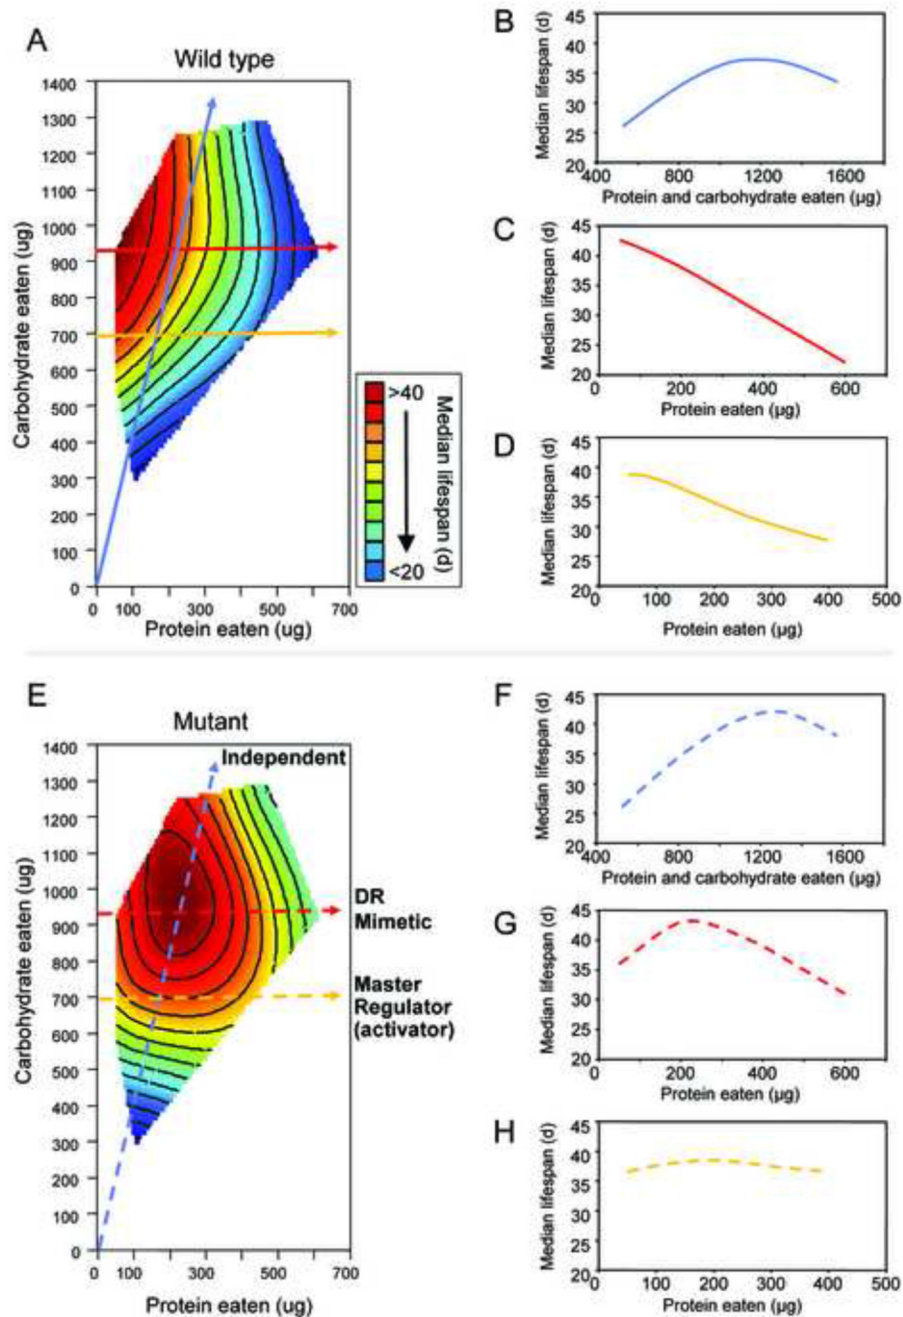 A
Wild type
1400
1300
1200
1100
1000
900
800
700
600
500
400
300
200
100
0
Carbohydrate eaten (ug)
0 100 300 500 700
Protein eaten (ug)
>40
<20
Median lifespan (d)
B
Median lifespan (d)
45
40
35
30
25
20
400 800 1200 1600
Protein and carbohydrate eaten (µg)
C
Median lifespan (d)
45
40
35
30
25
20
0 200 400 600
Protein eaten (µg)
D
Median lifespan (d)
45
40
35
30
25
20
0 100 200 300 400 500
Protein eaten (µg)
E
Mutant
1400
1300
1200
1100
1000
900
800
700
600
500
400
300
200
100
0
Carbohydrate eaten (ug)
0 100 300 500 700
Protein eaten (ug)
Independent
DR
Mimetic
Master
Regulator
(activator)
F
Median lifespan (d)
45
40
35
30
25
20
400 800 1200 1600
Protein and carbohydrate eaten (µg)
G
Median lifespan (d)
45
40
35
30
25
20
0 200 400 600
Protein eaten (µg)
H
Median lifespan (d)
45
40
35
30
25
20
0 100 200 300 400 500
Protein eaten (µg)